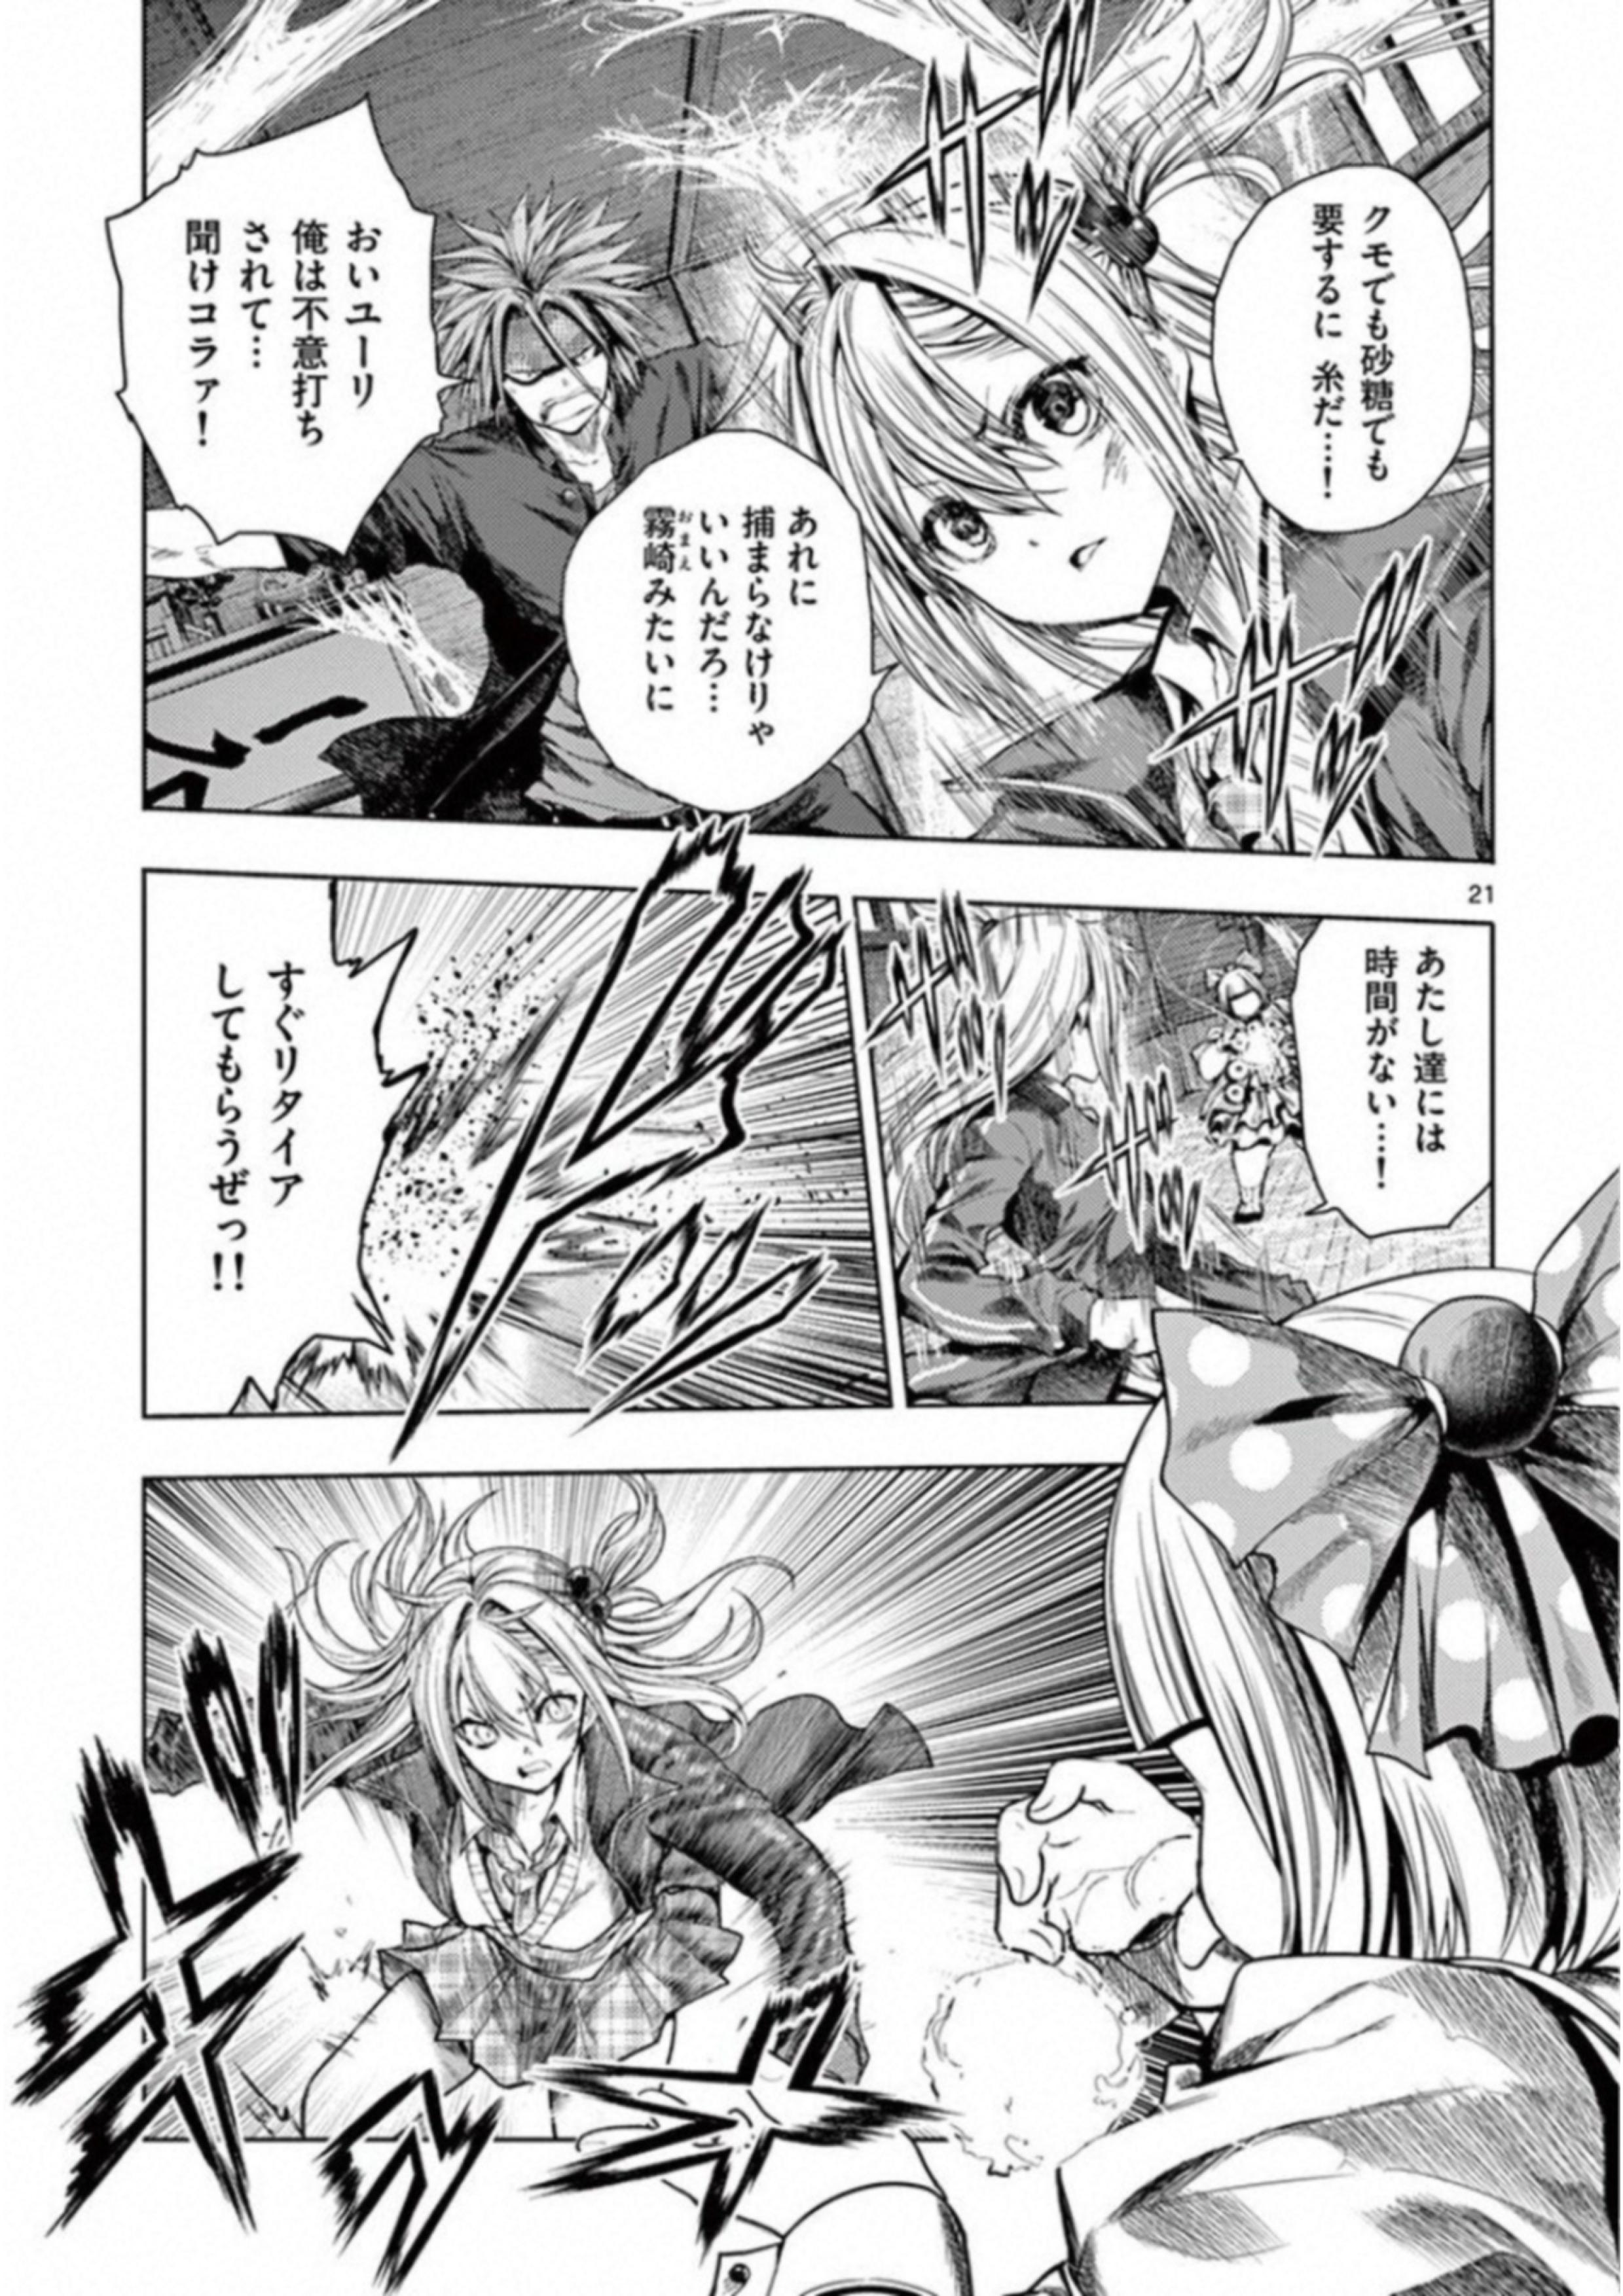 クモでも砂糖でも
要するに 糸だ…!
ザワ
ザワ
あれに
捕まらなけりゃ
いいんだろ…
霧崎みたいに
おまえ
おいユーリ
俺は不意打ち
されて…
聞けコラァ!
21
あたし達には
時間がない…!
すぐリタイア
してもらうぜっ!!